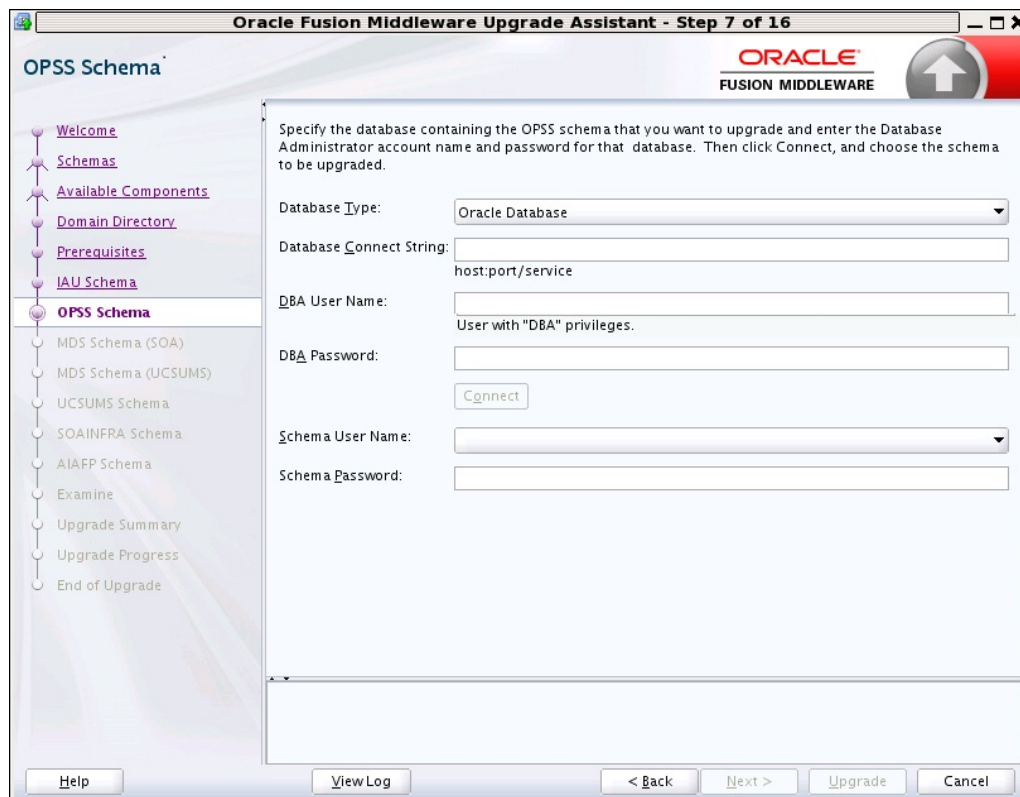 Oracle Fusion Middleware Upgrade Assistant - Step 7 of 16
OPSS Schema
ORACLE
FUSION MIDDLEWARE
Welcome
Schemas
Available Components
Domain Directory
Prerequisites
IAU Schema
OPSS Schema
MDS Schema (SOA)
MDS Schema (UCSUMS)
UCSUMS Schema
SOAINFRA Schema
AIAFP Schema
Examine
Upgrade Summary
Upgrade Progress
End of Upgrade
Specify the database containing the OPSS schema that you want to upgrade and enter the Database
Administrator account name and password for that database. Then click Connect, and choose the schema
to be upgraded.
Database Type:
Oracle Database
Database Connect String:
host:port/service
DBA User Name:
User with "DBA" privileges.
DBA Password:
Connect
Schema User Name:
Schema Password:
Help
View Log
< Back
Next >
Upgrade
Cancel